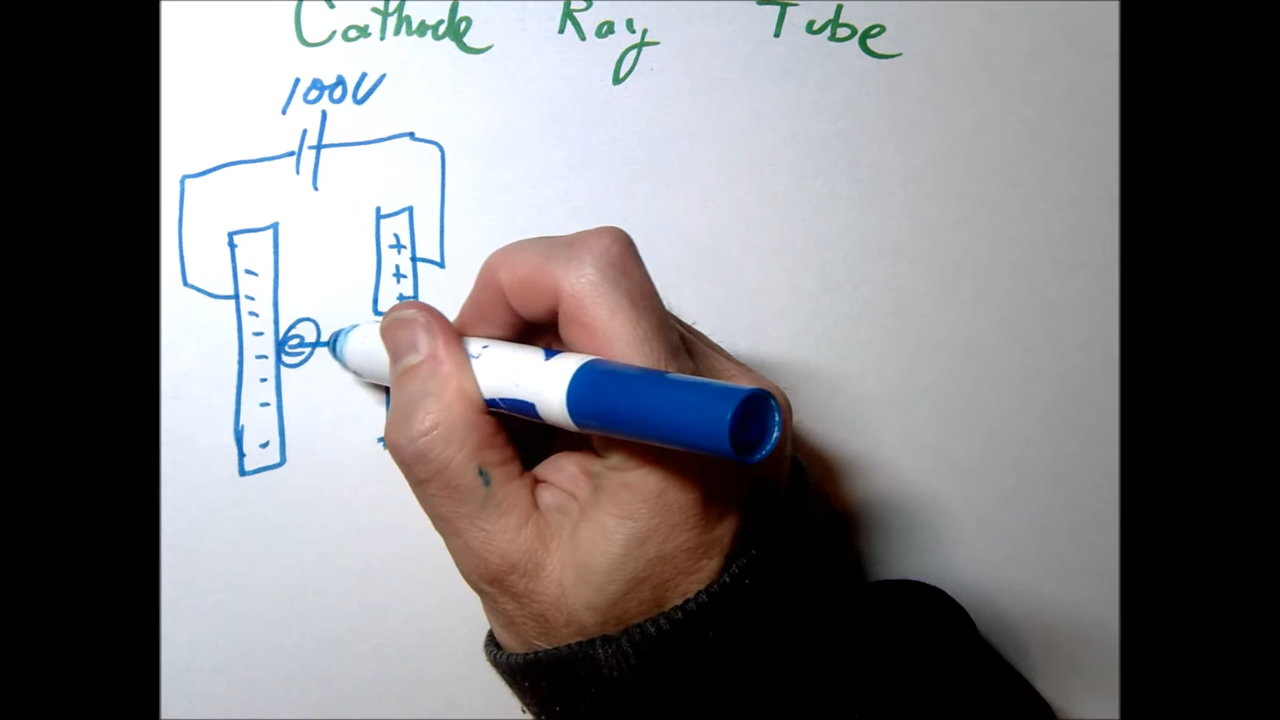 Cathode Ray Tube
100V
+
+
+
e-